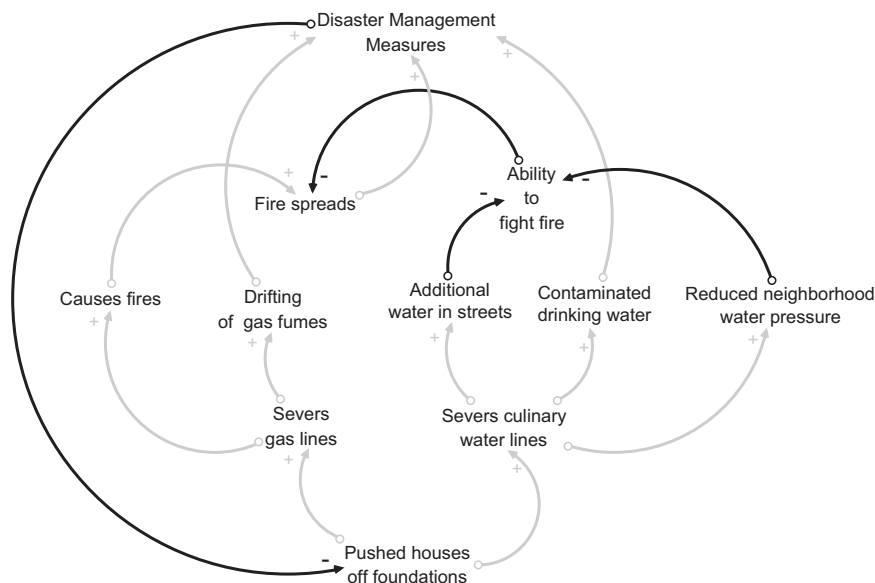 Disaster Management
Measures
+
+
+
+
-
-
-
Fire spreads
Ability
to
fight fire
Causes fires
Drifting
of gas fumes
Additional
water in streets
Contaminated
drinking water
Reduced neighborhood
water pressure
+
+
+
+
+
Severs
gas lines
Severs culinary
water lines
+
+
-
Pushed houses
off foundations